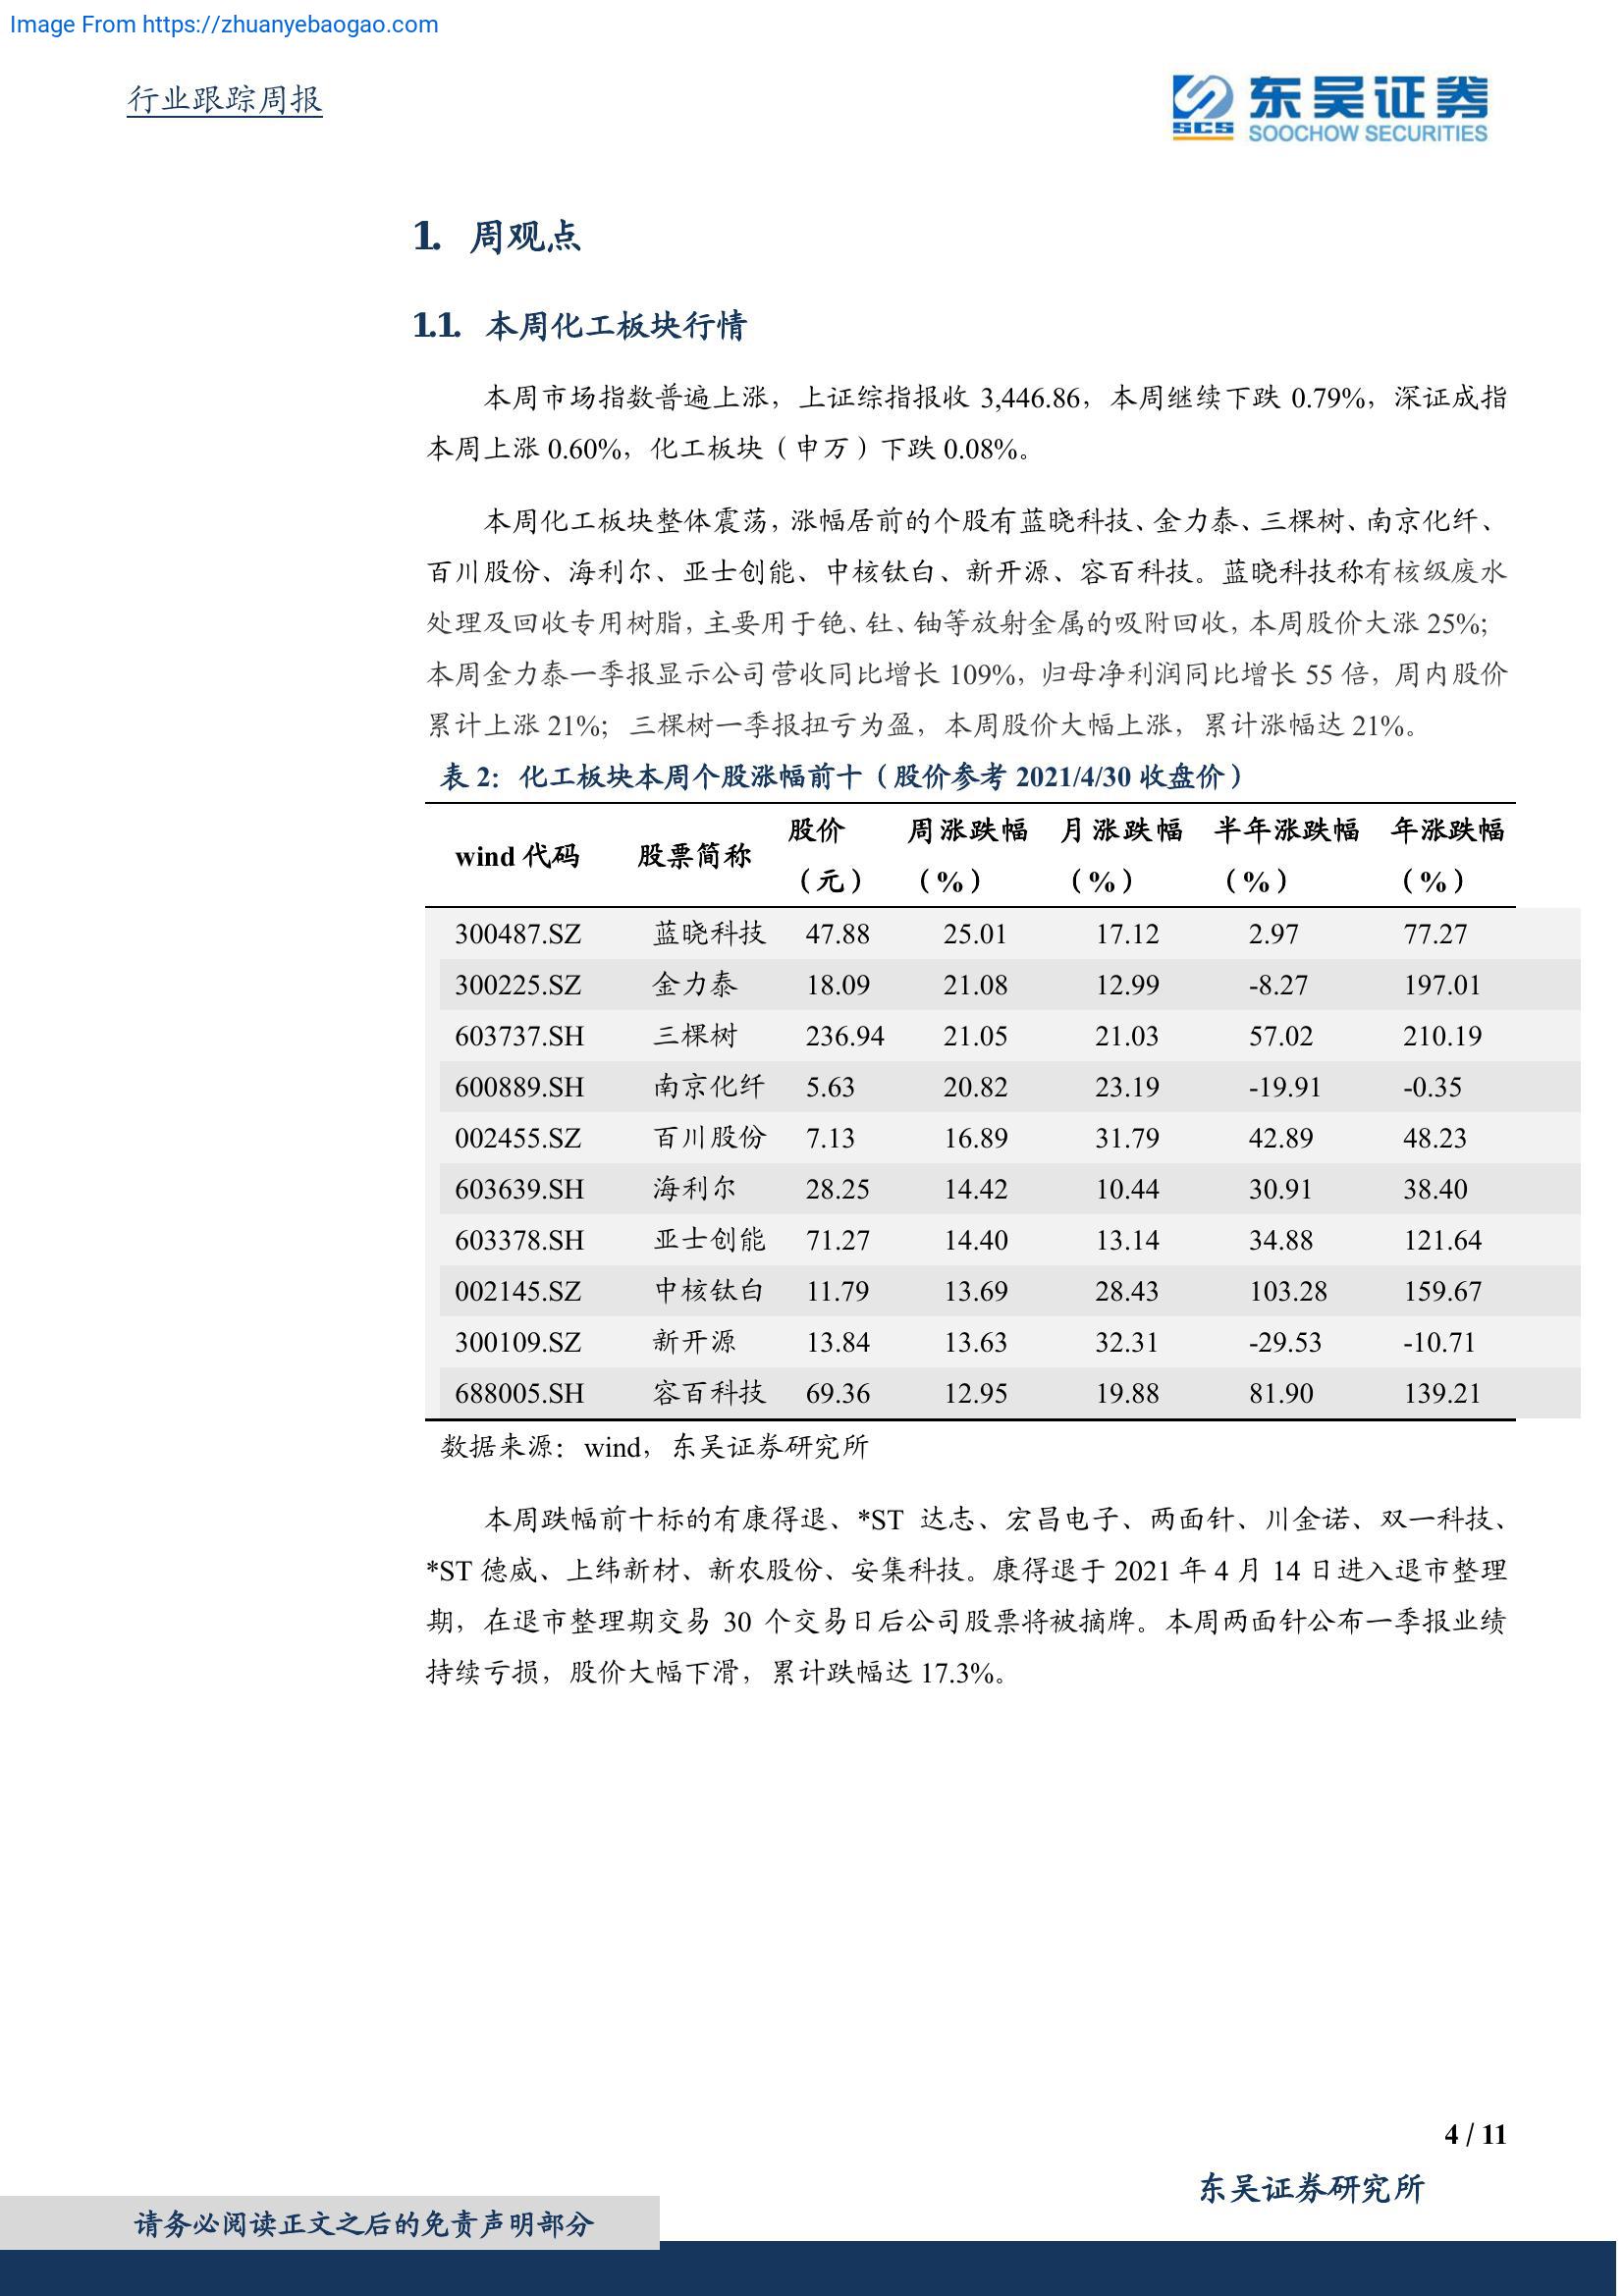 Image From https://zhuanyebaogao.com
行业跟踪周报
东吴证券
SCS
SOOCHOW SECURITIES
1. 周观点
1.1. 本周化工板块行情
本周市场指数普遍上涨，上证综指报收 3,446.86，本周继续下跌 0.79%，深证成指
本周上涨 0.60%，化工板块（申万）下跌 0.08%。
本周化工板块整体震荡，涨幅居前的个股有蓝晓科技、金力泰、三棵树、南京化纤、
百川股份、海利尔、亚士创能、中核钛白、新开源、容百科技。蓝晓科技称有核级废水
处理及回收专用树脂，主要用于铯、钍、铀等放射金属的吸附回收，本周股价大涨 25%；
本周金力泰一季报显示公司营收同比增长 109%，归母净利润同比增长 55 倍，周内股价
累计上涨 21%；三棵树一季报扭亏为盈，本周股价大幅上涨，累计涨幅达 21%。
表 2：化工板块本周个股涨幅前十（股价参考 2021/4/30 收盘价）
wind 代码 股票简称 股价（元） 周涨跌幅（%） 月涨跌幅（%） 半年涨跌幅（%） 年涨跌幅（%）
300487.SZ 蓝晓科技 47.88 25.01 17.12 2.97 77.27
300225.SZ 金力泰 18.09 21.08 12.99 -8.27 197.01
603737.SH 三棵树 236.94 21.05 21.03 57.02 210.19
600889.SH 南京化纤 5.63 20.82 23.19 -19.91 -0.35
002455.SZ 百川股份 7.13 16.89 31.79 42.89 48.23
603639.SH 海利尔 28.25 14.42 10.44 30.91 38.40
603378.SH 亚士创能 71.27 14.40 13.14 34.88 121.64
002145.SZ 中核钛白 11.79 13.69 28.43 103.28 159.67
300109.SZ 新开源 13.84 13.63 32.31 -29.53 -10.71
688005.SH 容百科技 69.36 12.95 19.88 81.90 139.21
数据来源：wind，东吴证券研究所
本周跌幅前十标的有康得退、*ST 达志、宏昌电子、两面针、川金诺、双一科技、
*ST 德威、上纬新材、新农股份、安集科技。康得退于 2021 年 4 月 14 日进入退市整理
期，在退市整理期交易 30 个交易日后公司股票将被摘牌。本周两面针公布一季报业绩
持续亏损，股价大幅下滑，累计跌幅达 17.3%。
4 / 11
东吴证券研究所
请务必阅读正文之后的免责声明部分